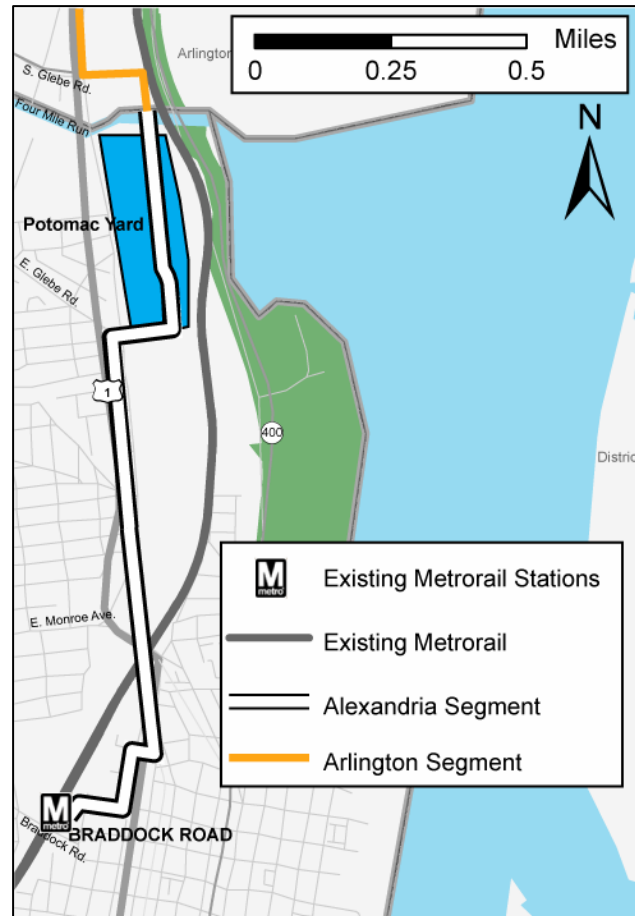 Arlington
Miles
0
0.25
0.5
S. Glebe Rd.
Four Mile Run
N
Potomac Yard
E. Glebe Rd.
1
400
Distric
M
metro
Existing Metrorail Stations
Existing Metrorail
E. Monroe Ave.
Alexandria Segment
Arlington Segment
M
metro
BRADDOCK ROAD
Braddock Rd.